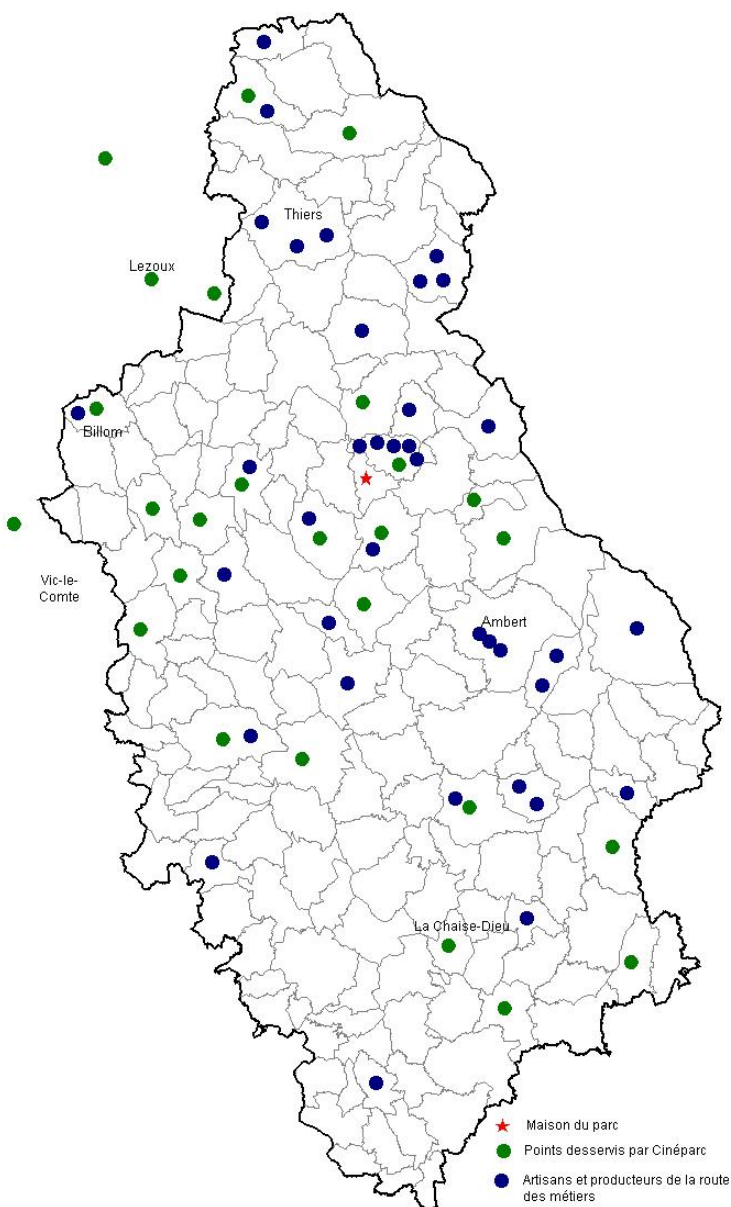 Thiers
Lezoux
Billom
Vic-le-
Comte
Ambert
La Chaise-Dieu
Maison du parc
Points desservis par Cinéparc
Artisans et producteurs de la route
des métiers